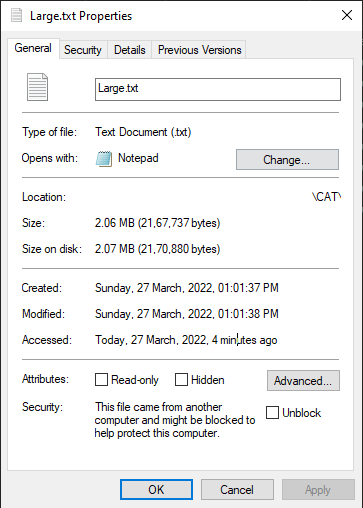 Large.txt Properties
General Security Details Previous Versions
Large.txt
Type of file: Text Document (.txt)
Opens with: Notepad Change...
Location: \CAT\
Size: 2.06 MB (21,67,737 bytes)
Size on disk: 2.07 MB (21,70,880 bytes)
Created: Sunday, 27 March, 2022, 01:01:37 PM
Modified: Sunday, 27 March, 2022, 01:01:38 PM
Accessed: Today, 27 March, 2022, 4 minutes ago
Attributes: Read-only Hidden Advanced...
Security: This file came from another Unblock
computer and might be blocked to
help protect this computer.
OK Cancel Apply